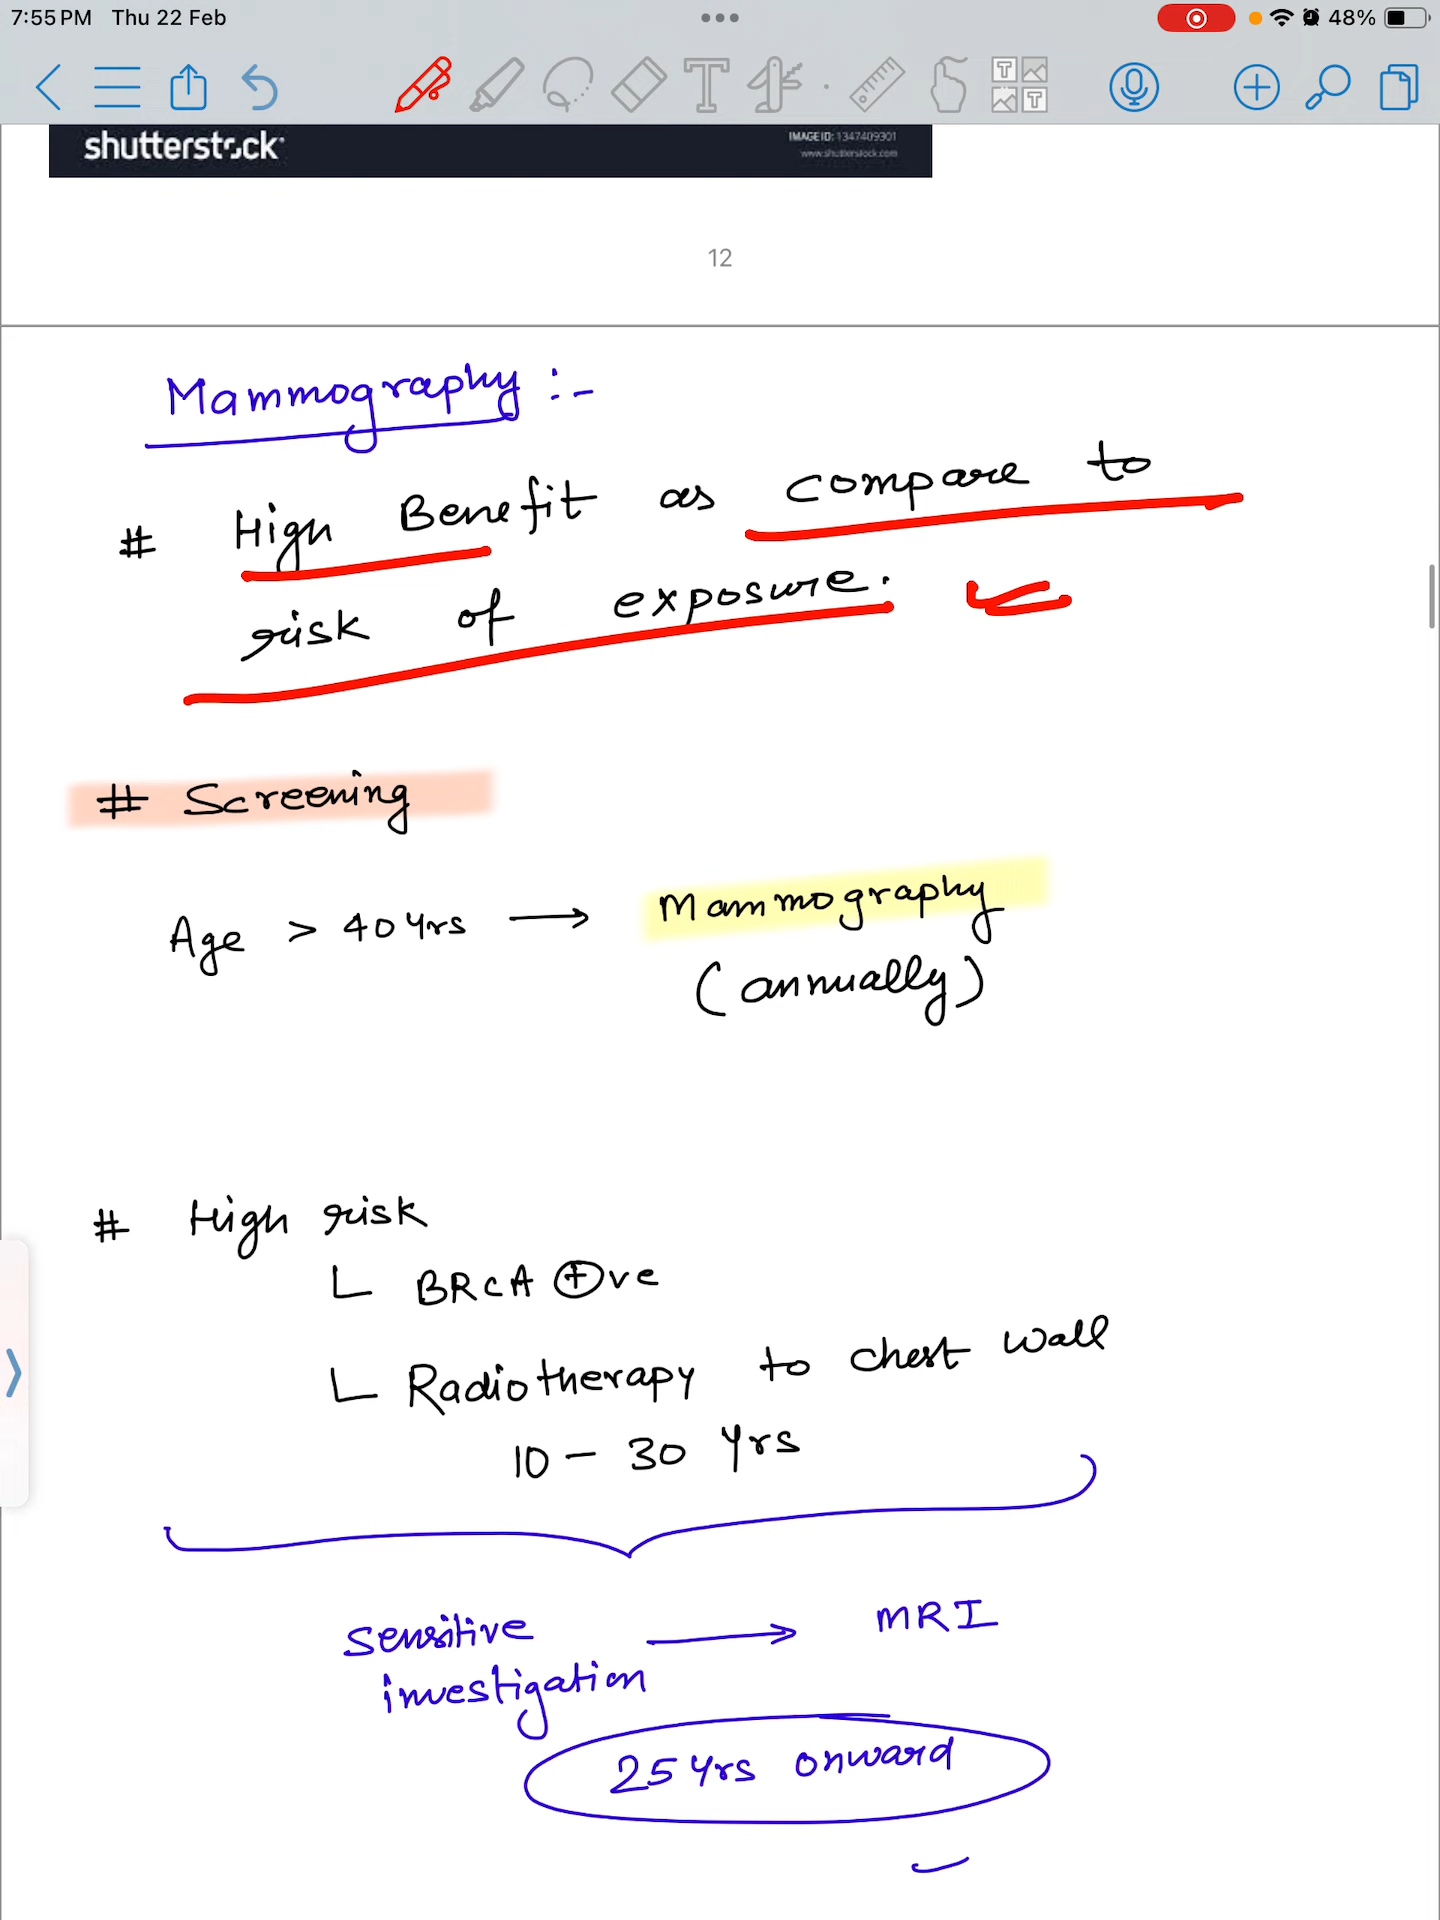 7:55 PM Thu 22 Feb
48%
shutterstock
IMAGE ID: 1347409301
www.shutterstock.com
12
Mammography :-
# High Benefit as compare to
risk of exposure.
# Screening
Age > 40 Yrs → Mammography
(annually)
# High risk
BRCA ⊕ve
Radiotherapy to chest wall
10 - 30 Yrs
Sensitive → MRI
investigation
25 Yrs onward